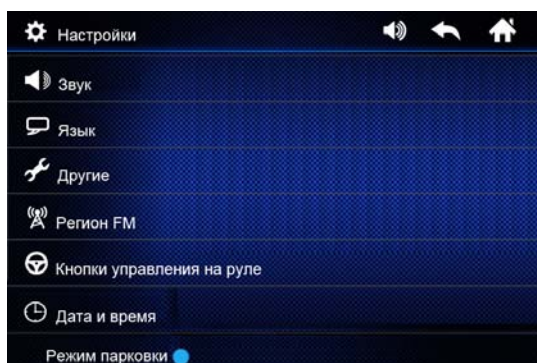 Настройки
Звук
Язык
Другие
Регион FM
Кнопки управления на руле
Дата и время
Режим парковки